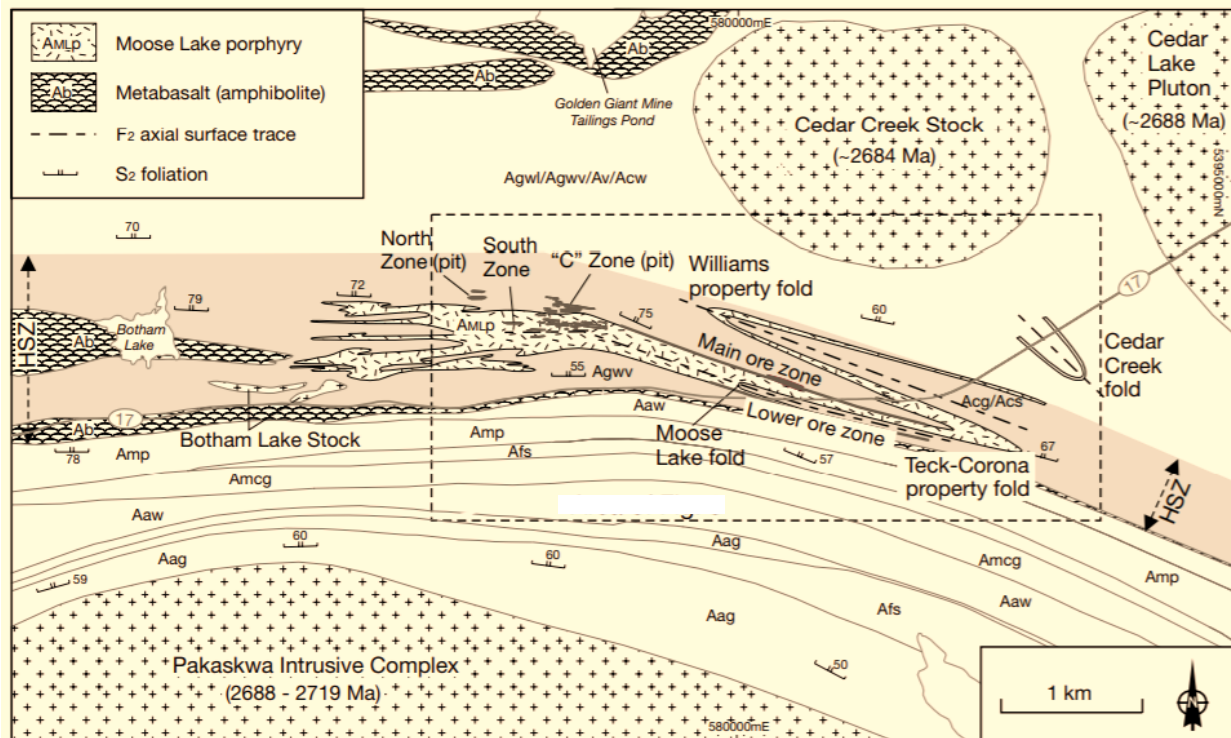 AMLp Moose Lake porphyry
Ab Metabasalt (amphibolite)
F2 axial surface trace
S2 foliation
580000mE
Ab
Ab
Golden Giant Mine
Tailings Pond
Cedar Creek Stock
(~2684 Ma)
Cedar
Lake
Pluton
(~2688 Ma)
5395000mN
Agwl/Agwv/Av/Acw
70
North
Zone (pit)
South
Zone
"C" Zone (pit)
Williams
property fold
17
HSZ
79
72
75
60
Ab
Botham
Lake
AMLp
Main ore zone
Cedar
Creek
fold
55
Agwv
Acg/Acs
17
Ab
Botham Lake Stock
Aaw
Moose
Lake fold
Lower ore zone
78
Amp
Amp
Afs
57
67
Teck-Corona
property fold
HSZ
Amcg
Aaw
60
60
Aag
Amcg
Amp
Aag
59
Aag
Afs
Aaw
Pakaskwa Intrusive Complex
(2688 - 2719 Ma)
50
580000mE
1 km
N